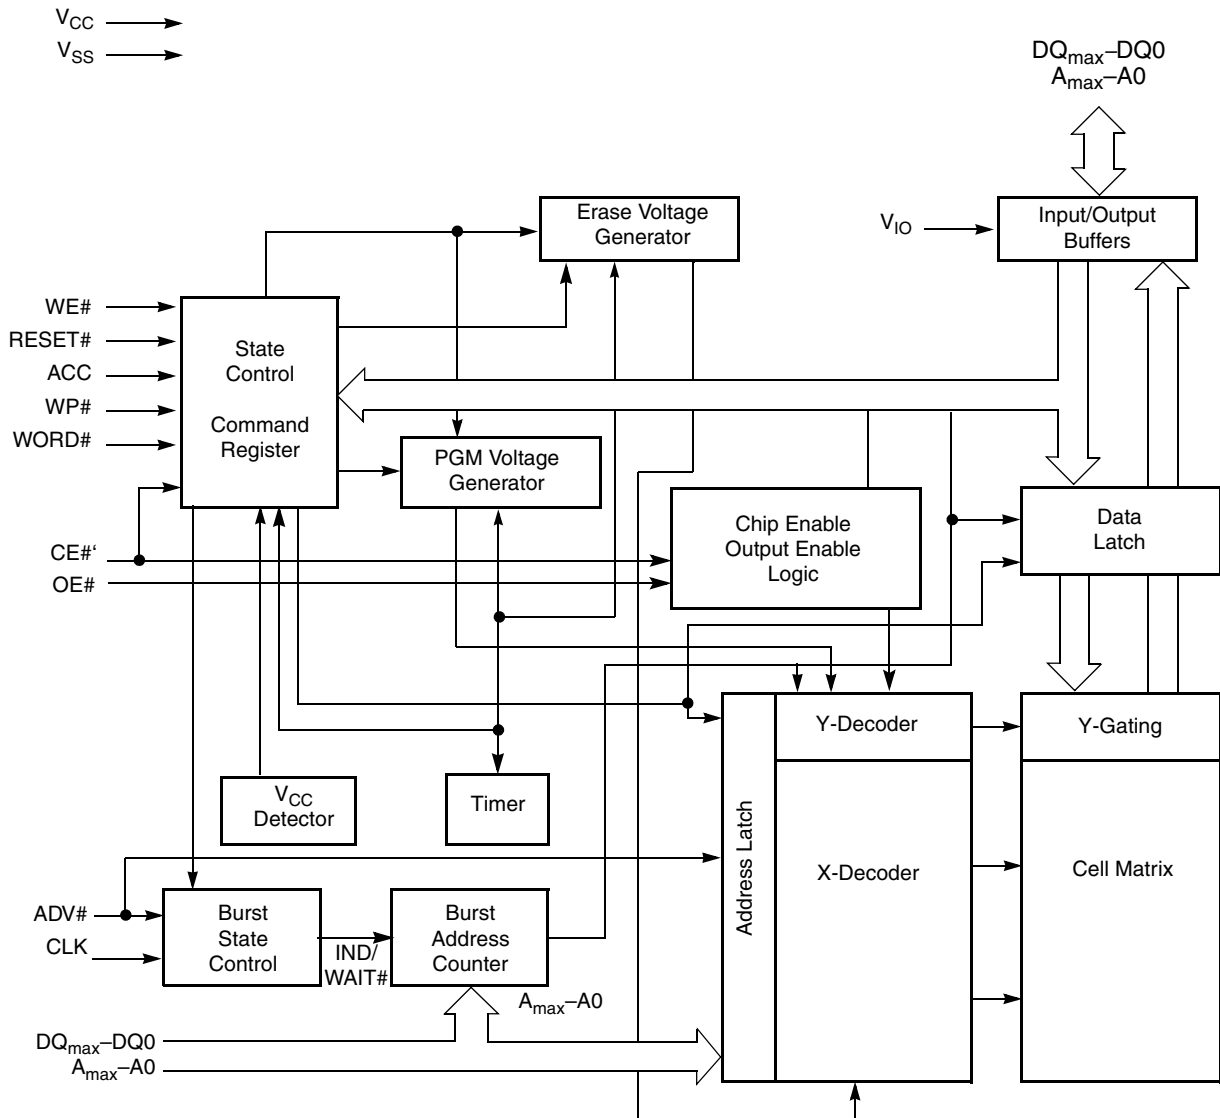 VCC
VSS
DQmax–DQ0
Amax–A0
Erase Voltage
Generator
VIO
Input/Output
Buffers
WE#
RESET#
ACC
WP#
WORD#
State
Control
Command
Register
PGM Voltage
Generator
CE#‘
OE#
Chip Enable
Output Enable
Logic
Data
Latch
Address Latch
Y-Decoder
Y-Gating
VCC
Detector
Timer
X-Decoder
Cell Matrix
ADV#
CLK
Burst
State
Control
IND/
WAIT#
Burst
Address
Counter
Amax–A0
DQmax–DQ0
Amax–A0